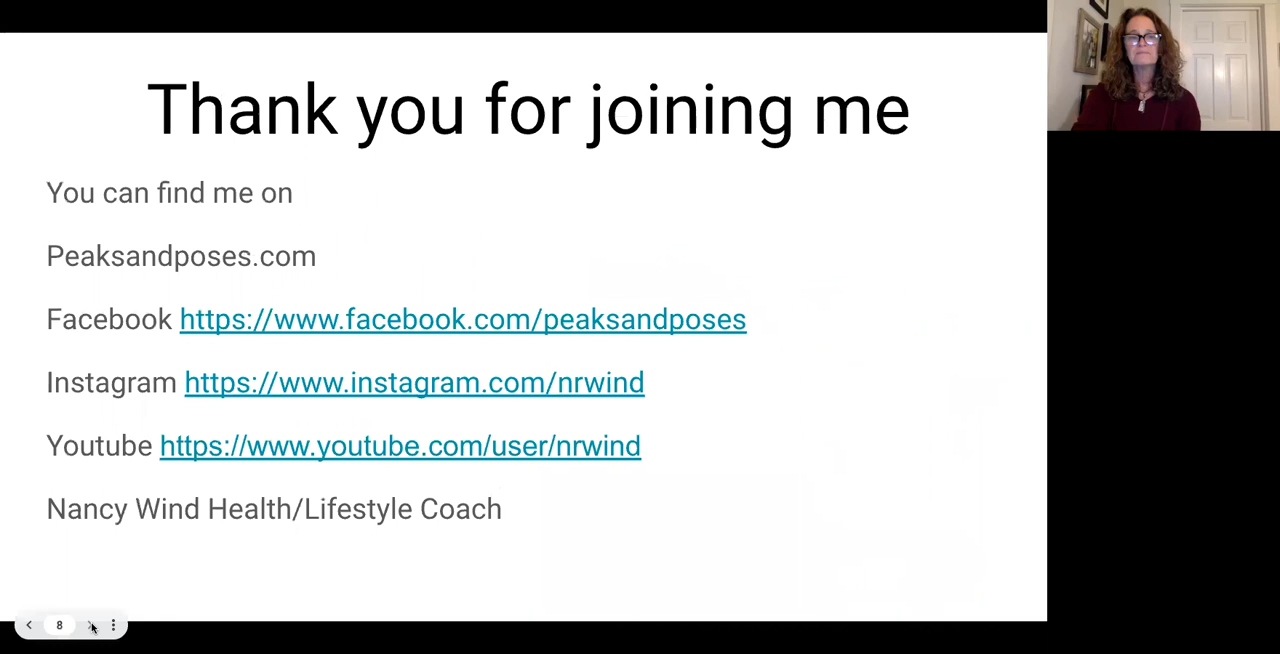 Thank you for joining me
You can find me on
Peaksandposes.com
Facebook https://www.facebook.com/peaksandposes
Instagram https://www.instagram.com/nrwind
Youtube https://www.youtube.com/user/nrwind
Nancy Wind Health/Lifestyle Coach
8